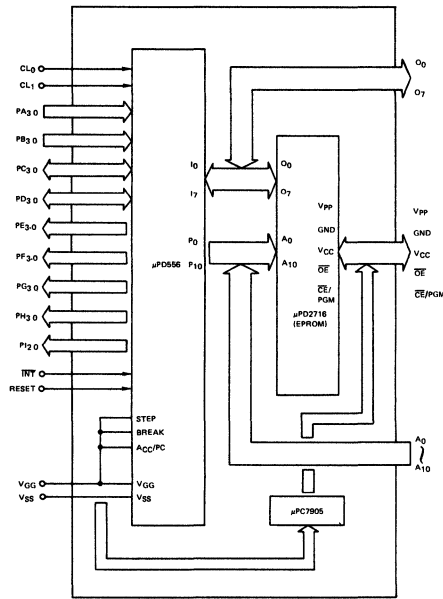 CL0
CL1
PA3 0
PB3 0
PC3 0
PD3 0
PE3-0
PF3-0
PG3 0
PH3 0
PI2 0
INT
RESET
VGG
VSS
μPD556
I0
I7
P0
P10
STEP
BREAK
ACC/PC
VGG
VSS
O0
O7
A0
A10
VPP
GND
VCC
OE
CE/
PGM
μPD2716
(EPROM)
μPC7905
O0
O7
VPP
GND
VCC
OE
CE/PGM
A0
A10